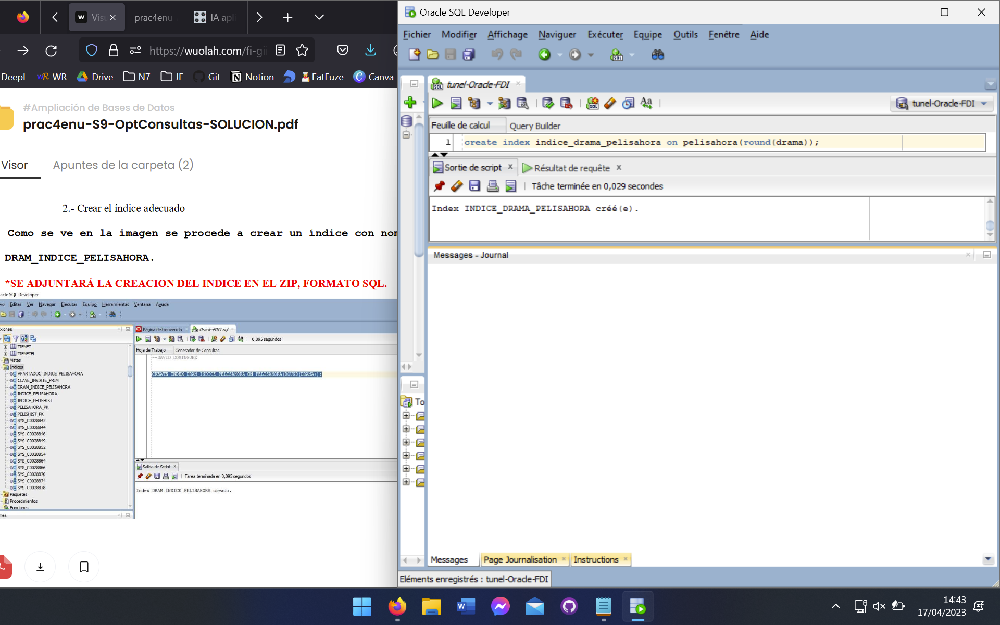 Visu
prac4enu-
IA apli
https://wuolah.com/fi-gii
DeepL
WR
Drive
N7
JE
Git
Notion
EatFuze
Canva
#Ampliación de Bases de Datos
prac4enu-S9-OptConsultas-SOLUCION.pdf
Visor
Apuntes de la carpeta (2)
2.- Crear el índice adecuado
Como se ve en la imagen se procede a crear un índice con nom
DRAM_INDICE_PELISAHORA.
*SE ADJUNTARÁ LA CREACION DEL INDICE EN EL ZIP, FORMATO SQL.
acle SQL Developer
vo Editar Ver Navegar Ejecutar Equipo Herramientas Ventana Ayuda
xiones
TIENET
TIENETEL
Vistas
Índices
APARTADOC_INDICE_PELISAHORA
CLAVE_INVIRTE_PRIM
DRAM_INDICE_PELISAHORA
INDICE_PELISAHORA
INDICE_PELISHIST
PELISAHORA_PK
PELISHIST_PK
SYS_C0028842
SYS_C0028844
SYS_C0028846
SYS_C0028849
SYS_C0028852
SYS_C0028854
SYS_C0028864
SYS_C0028866
SYS_C0028870
SYS_C0028874
SYS_C0028878
Paquetes
Procedimientos
Funciones
mes
Página de bienvenida
Oracle-FDI1.sql
0,095 segundos
Hoja de Trabajo
Generador de Consultas
--DAVID DOMINGUEZ
CREATE INDEX DRAM_INDICE_PELISAHORA ON PELISAHORA(ROUND(DRAMA));
Salida de Script
Tarea terminada en 0,095 segundos
Index DRAM_INDICE_PELISAHORA creado.
Oracle SQL Developer
Fichier Modifier Affichage Naviguer Exécuter Equipe Outils Fenêtre Aide
tunel-Oracle-FDI
tunel-Oracle-FDI
Feuille de calcul
Query Builder
1 create index indice_drama_pelisahora on pelisahora(round(drama));
Sortie de script
Résultat de requête
Tâche terminée en 0,029 secondes
Index INDICE_DRAMA_PELISAHORA créé(e).
Messages - Journal
To
Messages
Page Journalisation
Instructions
Eléments enregistrés : tunel-Oracle-FDI
14:43
17/04/2023